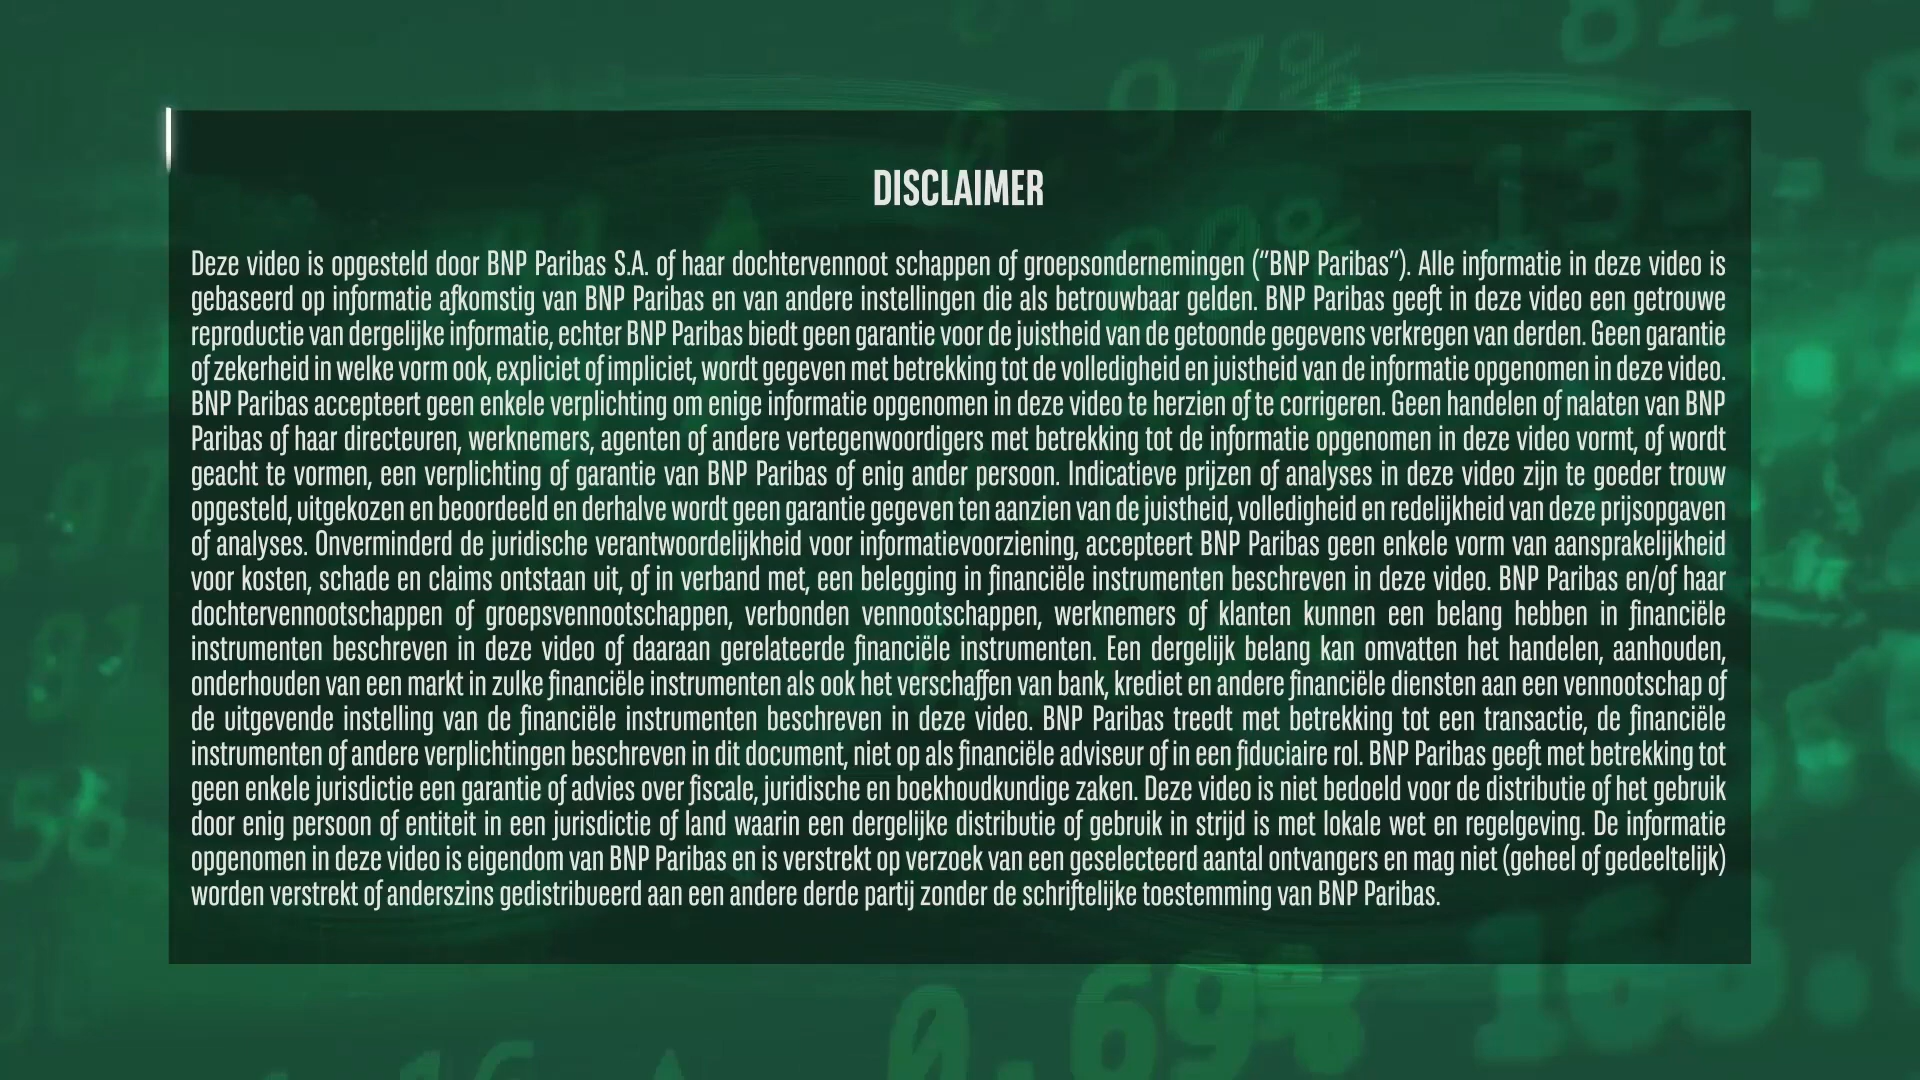 DISCLAIMER
Deze video is opgesteld door BNP Paribas S.A. of haar dochtervennoot schappen of groepsondernemingen (“BNP Paribas”). Alle informatie in deze video is
gebaseerd op informatie afkomstig van BNP Paribas en van andere instellingen die als betrouwbaar gelden. BNP Paribas geeft in deze video een getrouwe
reproductie van dergelijke informatie, echter BNP Paribas biedt geen garantie voor de juistheid van de getoonde gegevens verkregen van derden. Geen garantie
of zekerheid in welke vorm ook, expliciet of impliciet, wordt gegeven met betrekking tot de volledigheid en juistheid van de informatie opgenomen in deze video.
BNP Paribas accepteert geen enkele verplichting om enige informatie opgenomen in deze video te herzien of te corrigeren. Geen handelen of nalaten van BNP
Paribas of haar directeuren, werknemers, agenten of andere vertegenwoordigers met betrekking tot de informatie opgenomen in deze video vormt, of wordt
geacht te vormen, een verplichting of garantie van BNP Paribas of enig ander persoon. Indicatieve prijzen of analyses in deze video zijn te goeder trouw
opgesteld, uitgekozen en beoordeeld en derhalve wordt geen garantie gegeven ten aanzien van de juistheid, volledigheid en redelijkheid van deze prijsopgaven
of analyses. Onverminderd de juridische verantwoordelijkheid voor informatievoorziening, accepteert BNP Paribas geen enkele vorm van aansprakelijkheid
voor kosten, schade en claims ontstaan uit, of in verband met, een belegging in financiële instrumenten beschreven in deze video. BNP Paribas en/of haar
dochtervennootschappen of groepsvennootschappen, verbonden vennootschappen, werknemers of klanten kunnen een belang hebben in financiële
instrumenten beschreven in deze video of daaraan gerelateerde financiële instrumenten. Een dergelijk belang kan omvatten het handelen, aanhouden,
onderhouden van een markt in zulke financiële instrumenten als ook het verschaffen van bank, krediet en andere financiële diensten aan een vennootschap of
de uitgevende instelling van de financiële instrumenten beschreven in deze video. BNP Paribas treedt met betrekking tot een transactie, de financiële
instrumenten of andere verplichtingen beschreven in dit document, niet op als financiële adviseur of in een fiduciaire rol. BNP Paribas geeft met betrekking tot
geen enkele jurisdictie een garantie of advies over fiscale, juridische en boekhoudkundige zaken. Deze video is niet bedoeld voor de distributie of het gebruik
door enig persoon of entiteit in een jurisdictie of land waarin een dergelijke distributie of gebruik in strijd is met lokale wet en regelgeving. De informatie
opgenomen in deze video is eigendom van BNP Paribas en is verstrekt op verzoek van een geselecteerd aantal ontvangers en mag niet (geheel of gedeeltelijk)
worden verstrekt of anderszins gedistribueerd aan een andere derde partij zonder de schriftelijke toestemming van BNP Paribas.
0.97%
0.69%